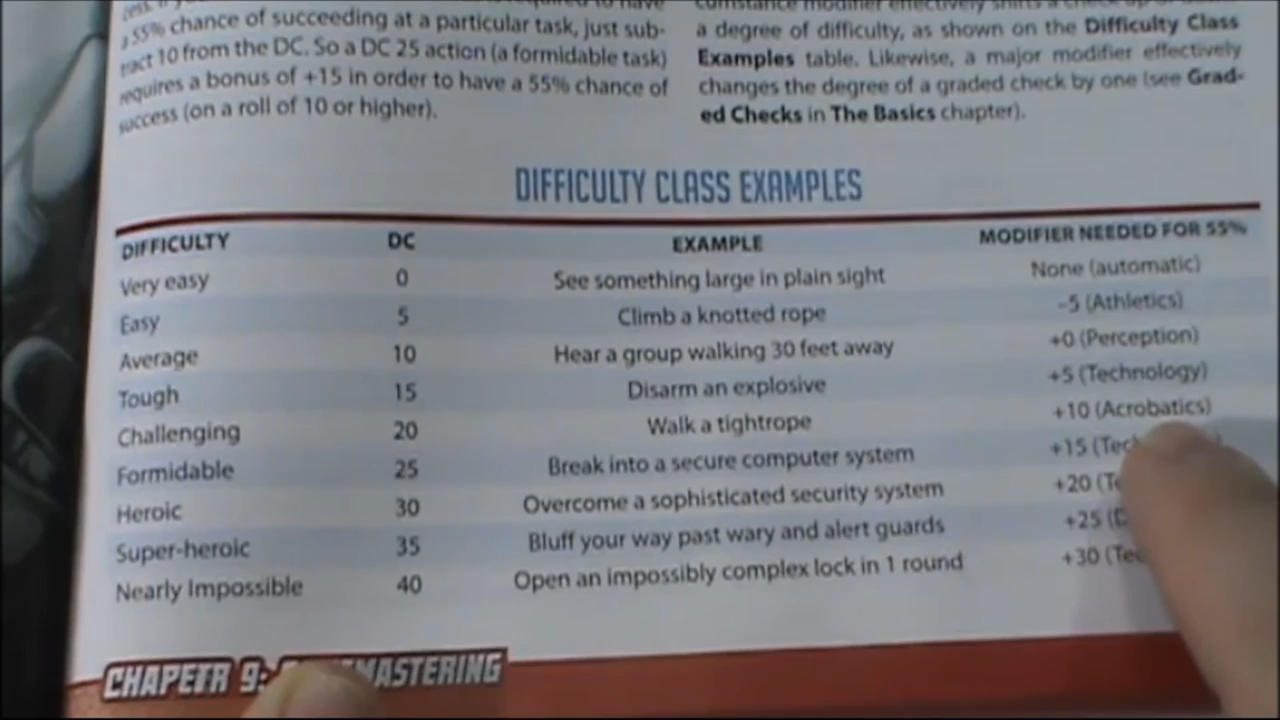 55% chance of succeeding at a particular task, just sub-
tract 10 from the DC. So a DC 25 action (a formidable task)
requires a bonus of +15 in order to have a 55% chance of
success (on a roll of 10 or higher).
a degree of difficulty, as shown on the Difficulty Class
Examples table. Likewise, a major modifier effectively
changes the degree of a graded check by one (see Grad-
ed Checks in The Basics chapter).
DIFFICULTY CLASS EXAMPLES
DIFFICULTY DC EXAMPLE MODIFIER NEEDED FOR 55%
Very easy 0 See something large in plain sight None (automatic)
Easy 5 Climb a knotted rope -5 (Athletics)
Average 10 Hear a group walking 30 feet away +0 (Perception)
Tough 15 Disarm an explosive +5 (Technology)
Challenging 20 Walk a tightrope +10 (Acrobatics)
Formidable 25 Break into a secure computer system +15
Heroic 30 Overcome a sophisticated security system +20
Super-heroic 35 Bluff your way past wary and alert guards +25
Nearly Impossible 40 Open an impossibly complex lock in 1 round +30
CHAPETR 9: